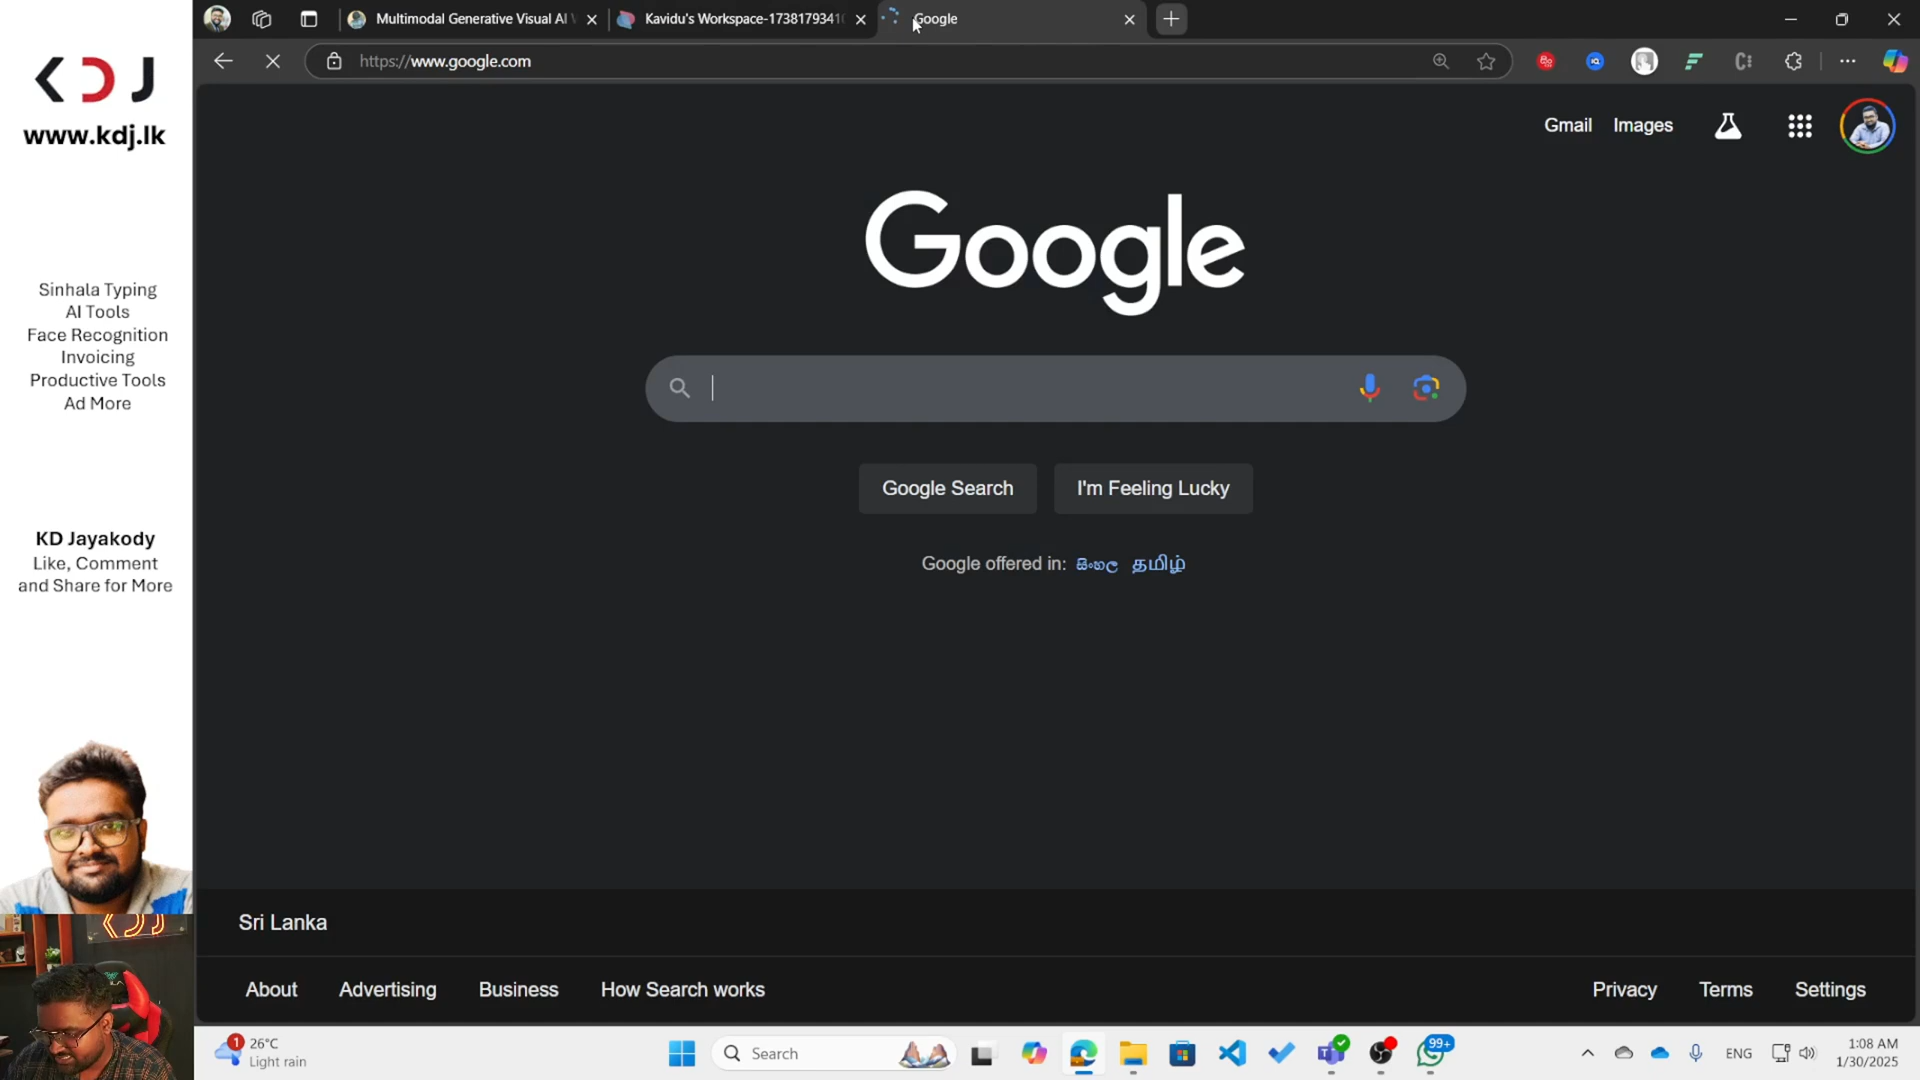 KDJ
www.kdj.lk
Sinhala Typing
AI Tools
Face Recognition
Invoicing
Productive Tools
Ad More
KD Jayakody
Like, Comment
and Share for More
Multimodal Generative Visual AI
Kavidu's Workspace-1738179341
Google
https://www.google.com
Gmail
Images
Google
Google Search
I'm Feeling Lucky
Google offered in: සිංහල தமிழ்
Sri Lanka
About
Advertising
Business
How Search works
Privacy
Terms
Settings
1
26°C
Light rain
Search
99+
ENG
1:08 AM
1/30/2025